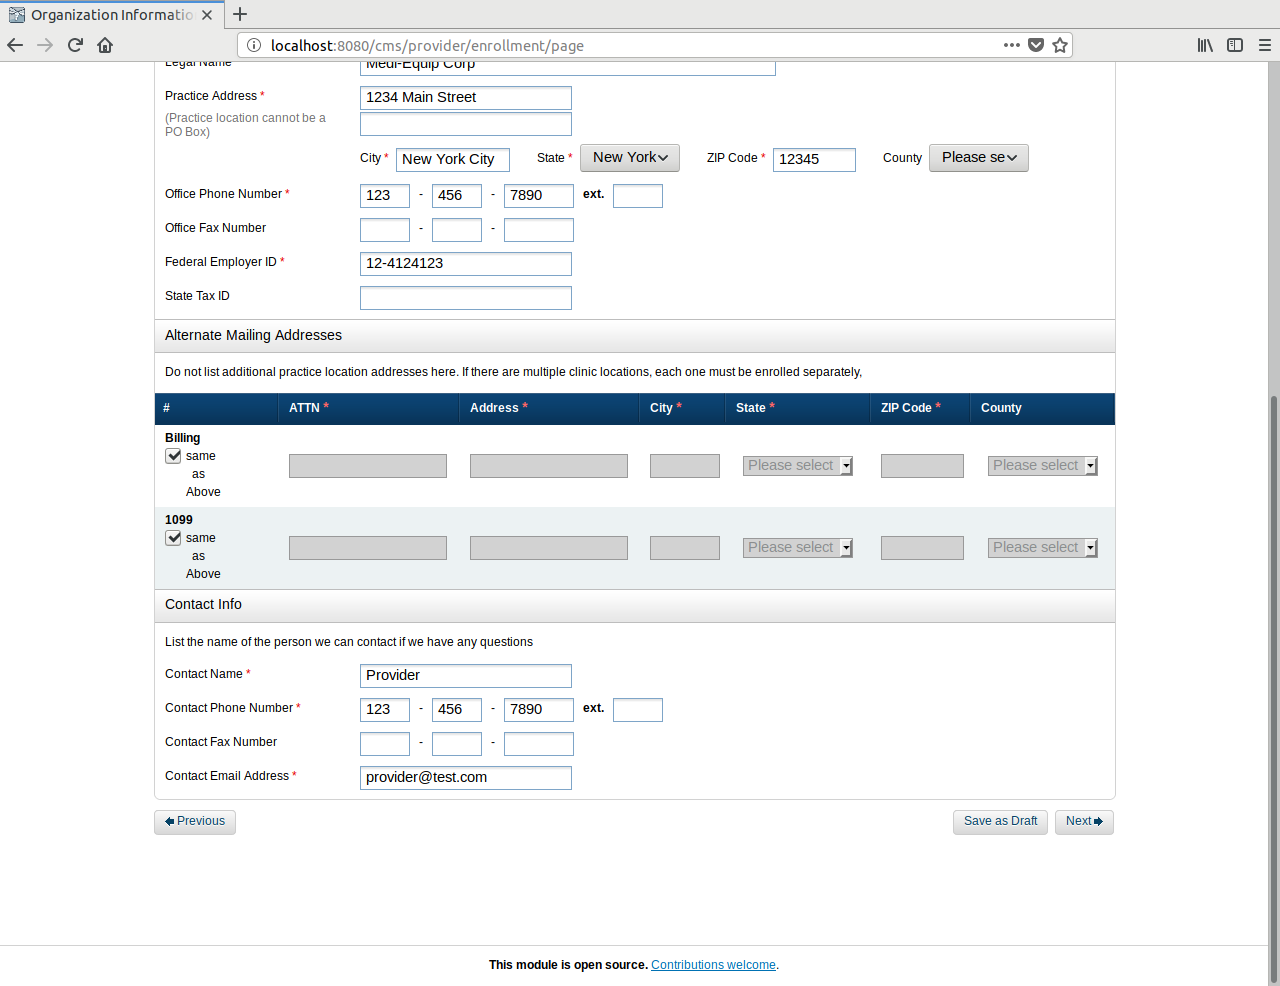 Organization Informatio
localhost:8080/cms/provider/enrollment/page
Legal Name
Medi-Equip Corp
Practice Address *
1234 Main Street
(Practice location cannot be a
PO Box)
City * New York City State * New York ZIP Code * 12345 County Please se
Office Phone Number * 123 - 456 - 7890 ext.
Office Fax Number - -
Federal Employer ID * 12-4124123
State Tax ID
Alternate Mailing Addresses
Do not list additional practice location addresses here. If there are multiple clinic locations, each one must be enrolled separately,
# ATTN * Address * City * State * ZIP Code * County
Billing
same
as
Above
Please select Please select
1099
same
as
Above
Please select Please select
Contact Info
List the name of the person we can contact if we have any questions
Contact Name * Provider
Contact Phone Number * 123 - 456 - 7890 ext.
Contact Fax Number - -
Contact Email Address * provider@test.com
Previous Save as Draft Next
This module is open source. Contributions welcome.